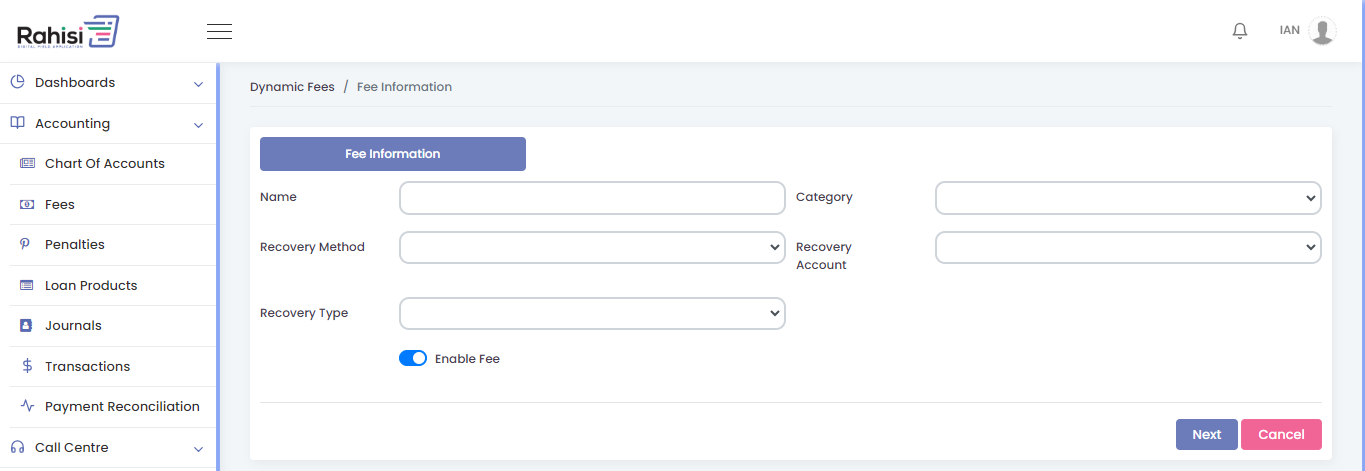 Rahisi
DIGITAL FIELD APPLICATION
IAN
Dashboards
Accounting
Chart Of Accounts
Fees
Penalties
Loan Products
Journals
Transactions
Payment Reconciliation
Call Centre
Dynamic Fees / Fee Information
Fee Information
Name
Category
Recovery Method
Recovery
Account
Recovery Type
Enable Fee
Next
Cancel